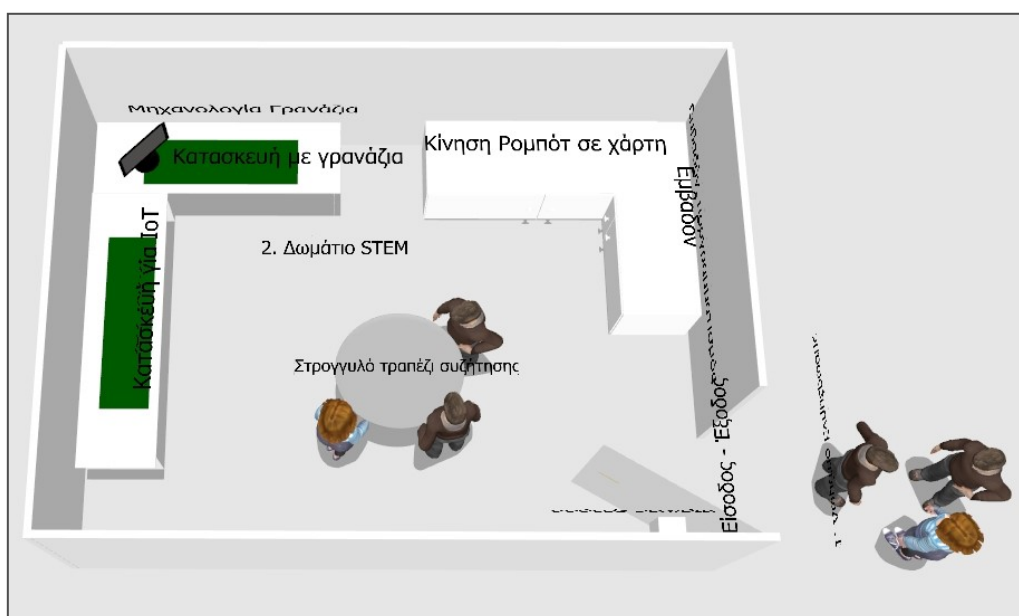 Μηχανολογία Γρανάζια
Κατασκευή με γρανάζια
Κίνηση Ρομπότ σε χάρτη
Εμβαδόν
Κατασκευή για ΙοΤ
2. Δωμάτιο STEM
Στρογγυλό τραπέζι συζήτησης
Είσοδος - Έξοδος